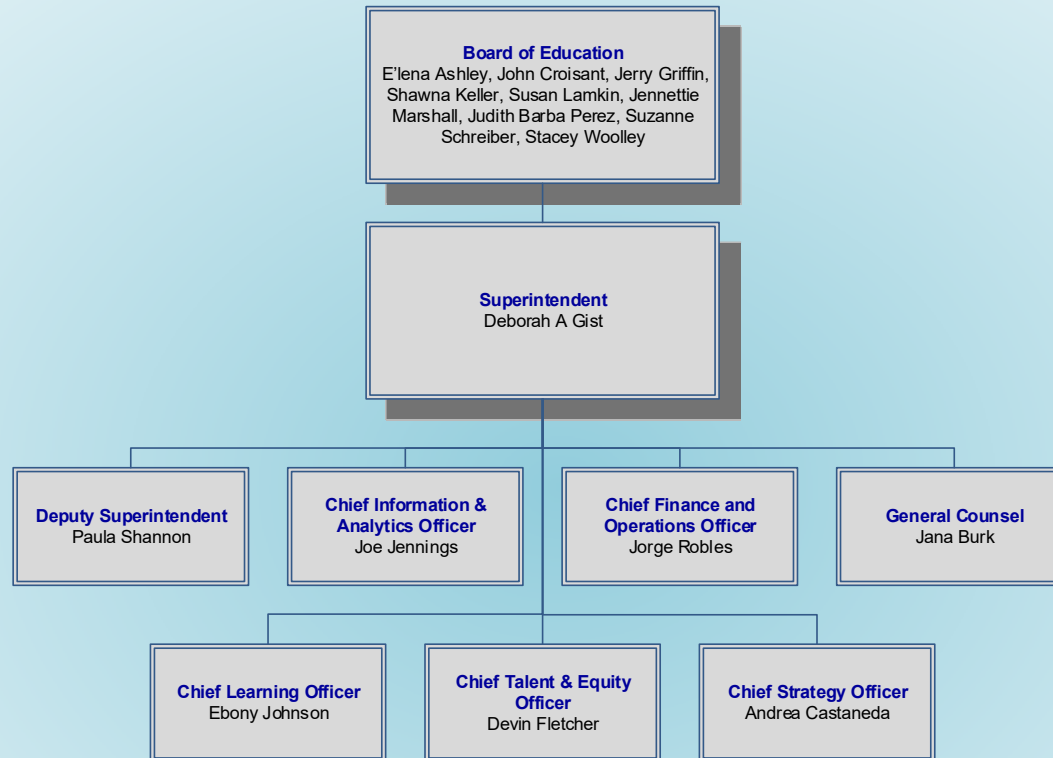 Board of Education
E'lena Ashley, John Croisant, Jerry Griffin,
Shawna Keller, Susan Lamkin, Jennettie
Marshall, Judith Barba Perez, Suzanne
Schreiber, Stacey Woolley
Superintendent
Deborah A Gist
Deputy Superintendent
Paula Shannon
Chief Information &
Analytics Officer
Joe Jennings
Chief Finance and
Operations Officer
Jorge Robles
General Counsel
Jana Burk
Chief Learning Officer
Ebony Johnson
Chief Talent & Equity
Officer
Devin Fletcher
Chief Strategy Officer
Andrea Castaneda